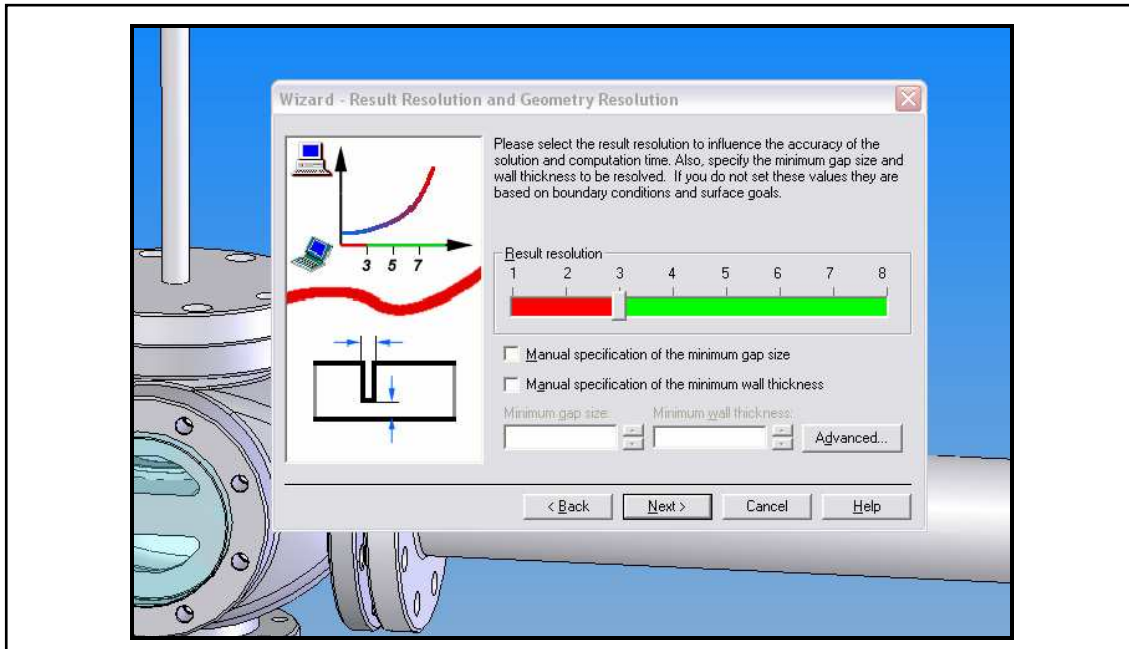 Wizard - Result Resolution and Geometry Resolution
Please select the result resolution to influence the accuracy of the
solution and computation time. Also, specify the minimum gap size and
wall thickness to be resolved. If you do not set these values they are
based on boundary conditions and surface goals.
3 5 7
Result resolution
1 2 3 4 5 6 7 8
Manual specification of the minimum gap size
Manual specification of the minimum wall thickness
Minimum gap size: Minimum wall thickness:
Advanced...
< Back Next > Cancel Help